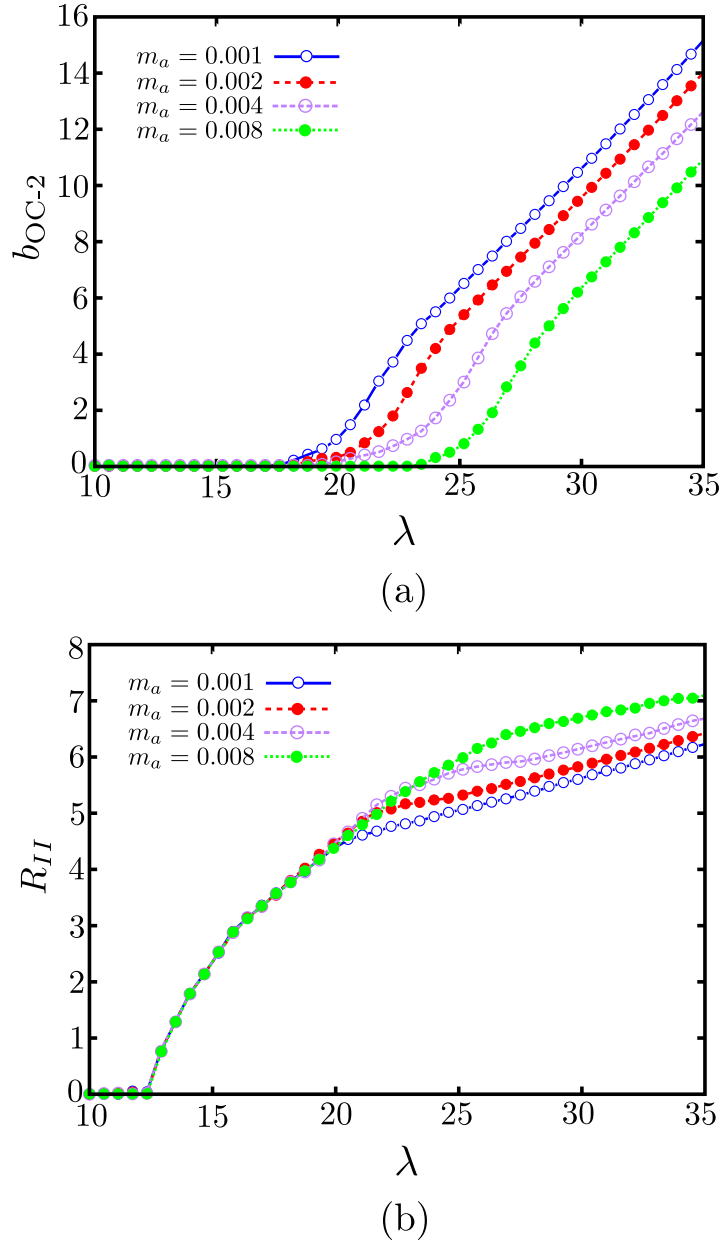 16
14
12
10
8
6
4
2
0
b_OC-2
m_a = 0.001
m_a = 0.002
m_a = 0.004
m_a = 0.008
10 15 20 25 30 35
λ
(a)
8
7
6
5
4
3
2
1
0
R_II
m_a = 0.001
m_a = 0.002
m_a = 0.004
m_a = 0.008
10 15 20 25 30 35
λ
(b)